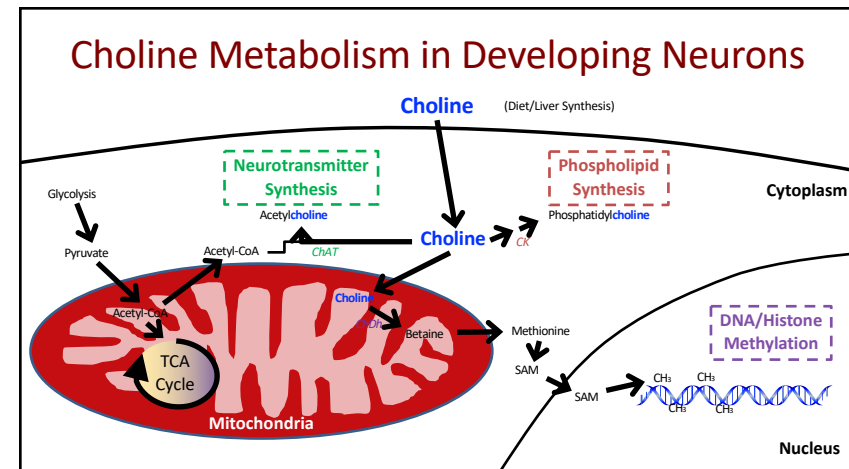 Choline Metabolism in Developing Neurons
Choline (Diet/Liver Synthesis)
Neurotransmitter
Synthesis
Phospholipid
Synthesis
Cytoplasm
Glycolysis
Acetylcholine
Phosphatidylcholine
Pyruvate
Acetyl-CoA
ChAT
Choline
CK
Acetyl-CoA
Choline
Betaine
Methionine
DNA/Histone
Methylation
TCA
Cycle
SAM
SAM
CH3
CH3
CH3
CH3
Mitochondria
Nucleus